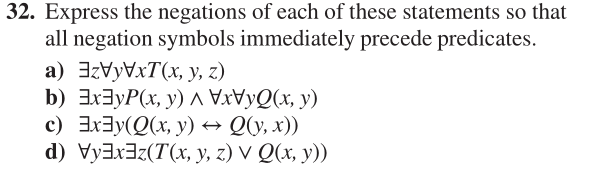 32. Express the negations of each of these statements so that
all negation symbols immediately precede predicates.
a) ∃z∀y∀xT(x, y, z)
b) ∃x∃yP(x, y) ∧ ∀x∀yQ(x, y)
c) ∃x∃y(Q(x, y) ↔ Q(y, x))
d) ∀y∃x∃z(T(x, y, z) ∨ Q(x, y))